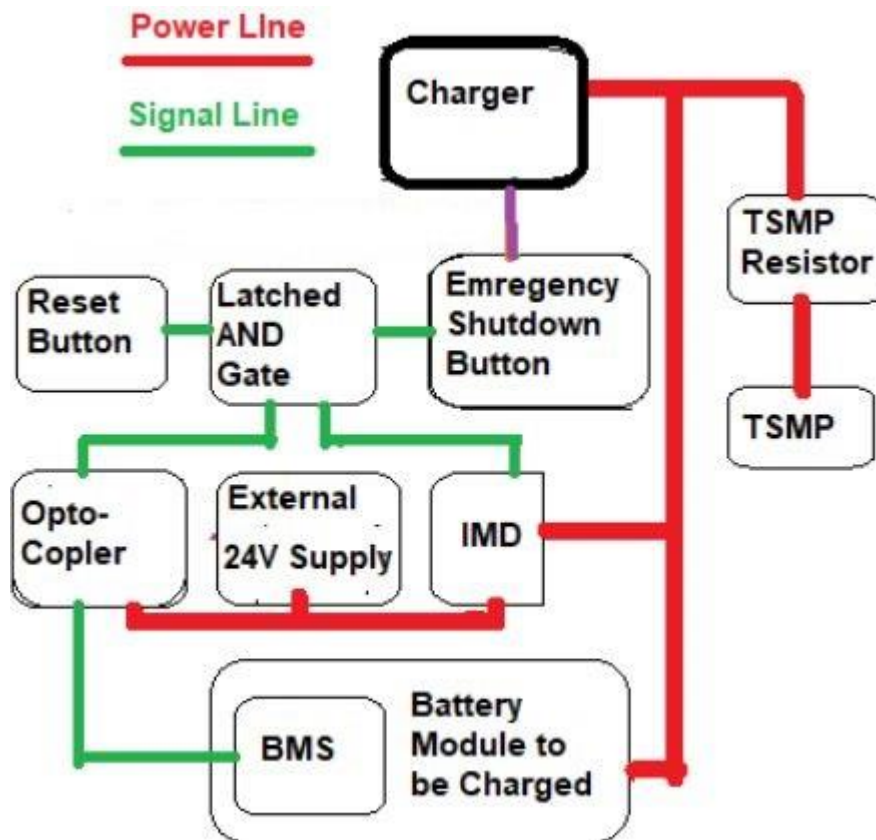 Power Line
Signal Line
Charger
TSMP
Resistor
Reset
Button
Latched
AND
Gate
Emregency
Shutdown
Button
TSMP
Opto-
Copler
External
24V Supply
IMD
BMS
Battery
Module to
be Charged